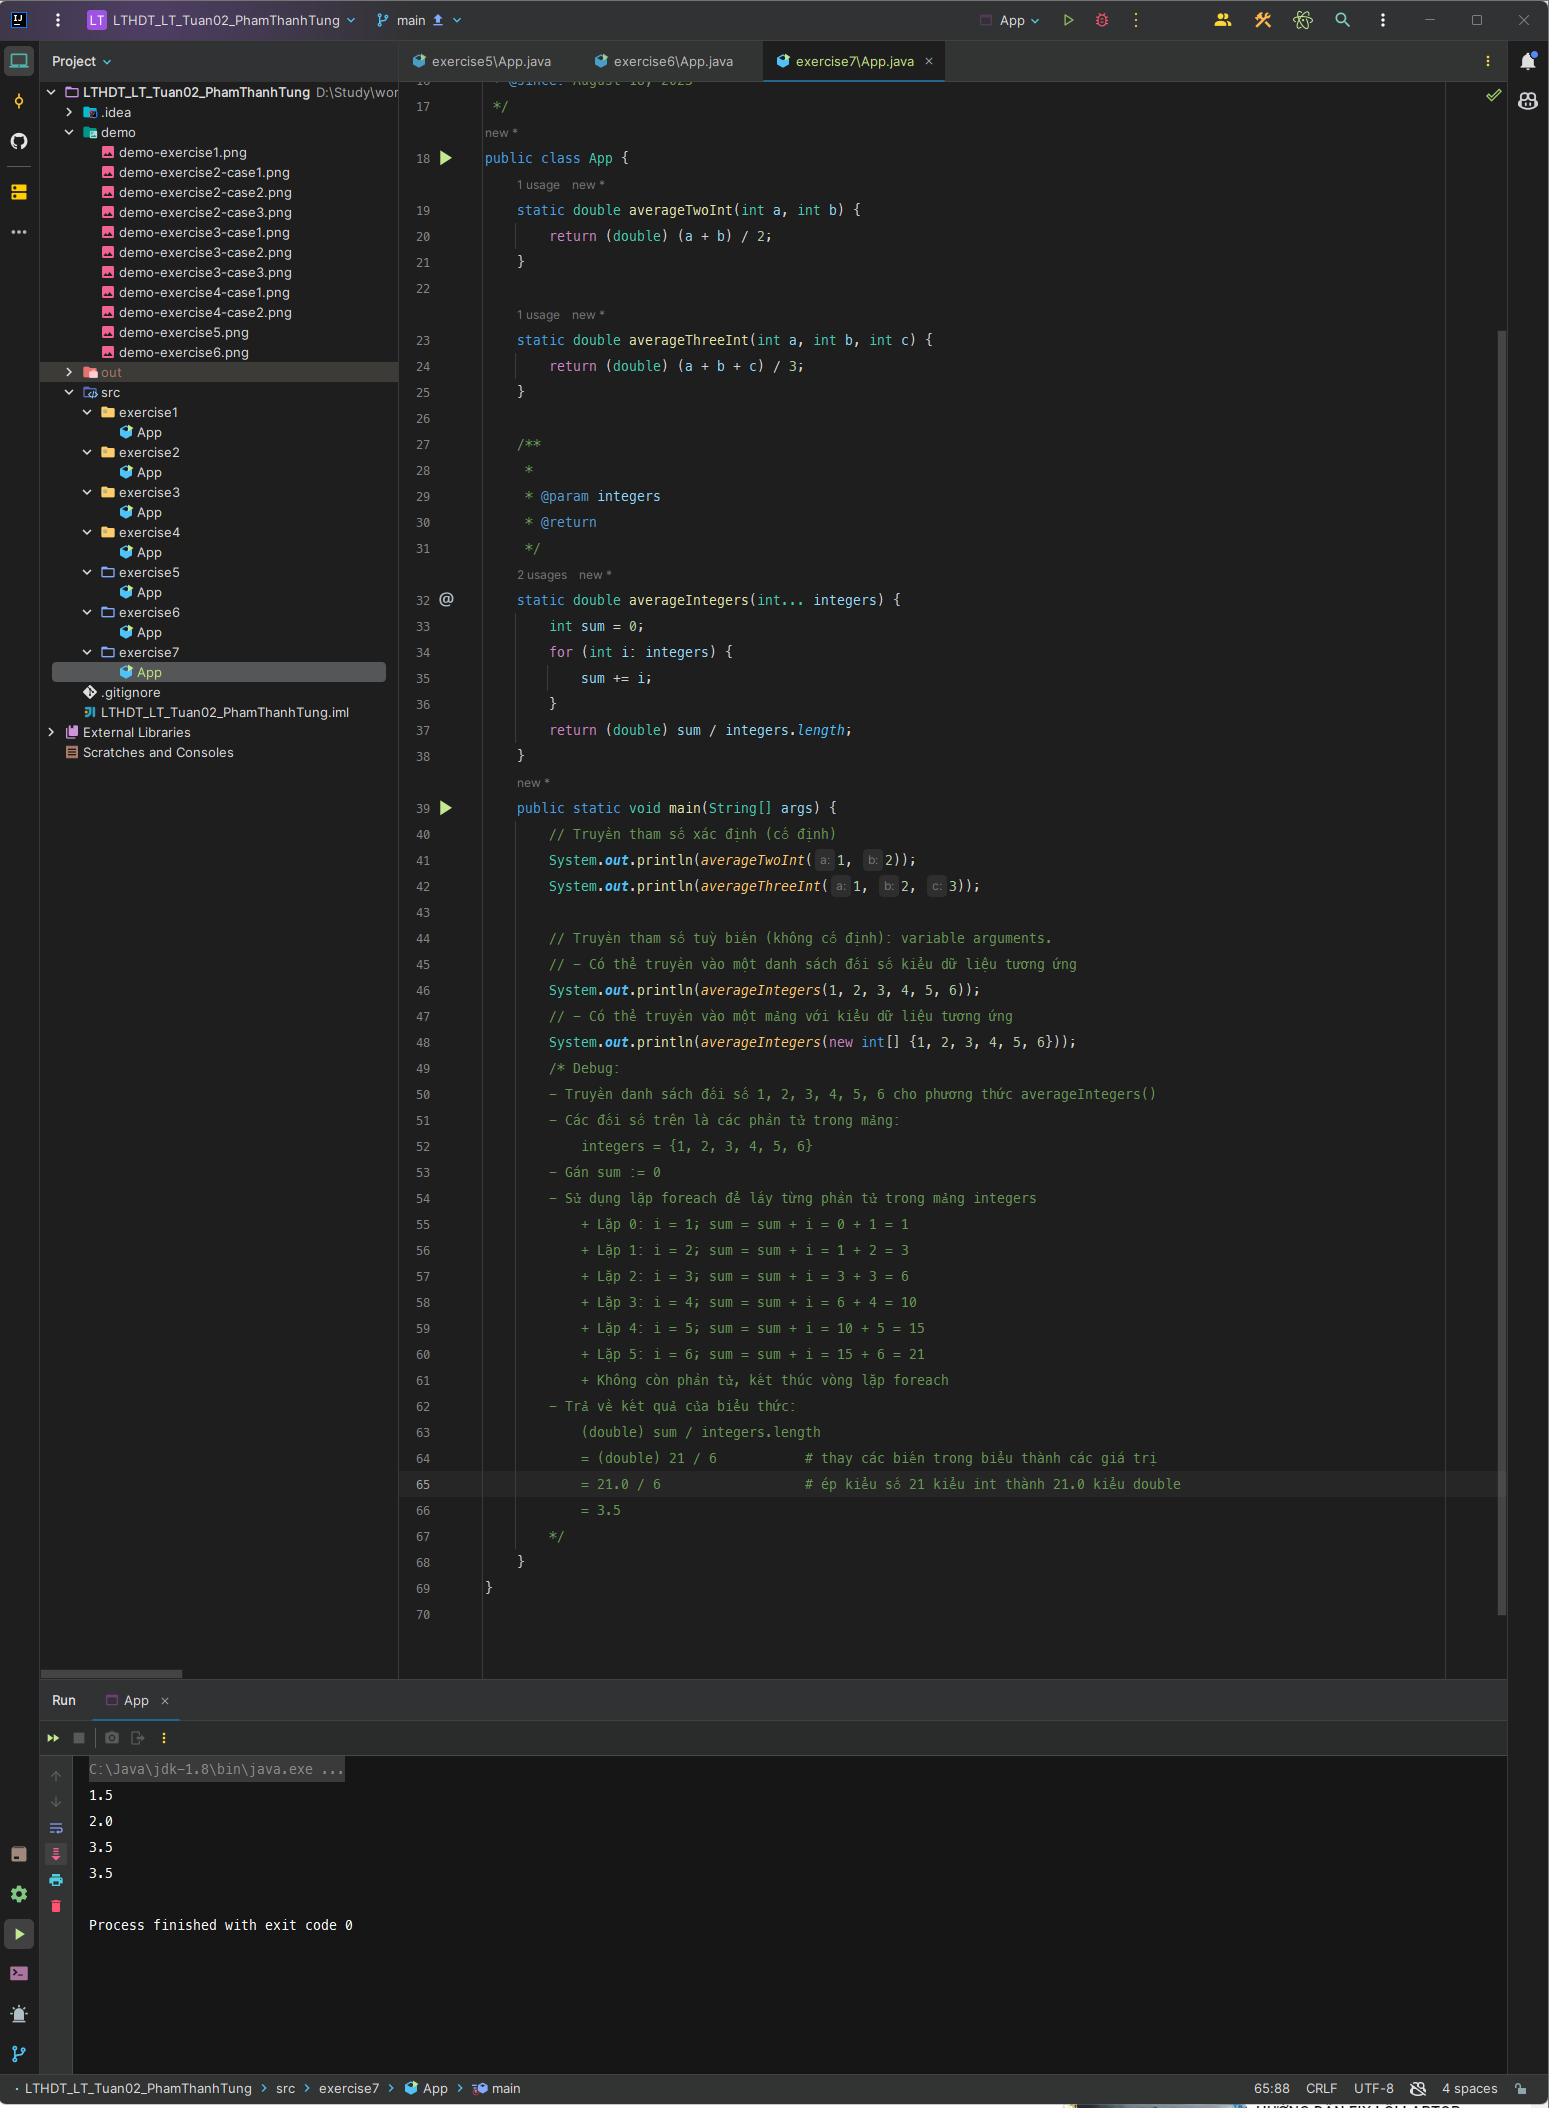 LT LTHDT_LT_Tuan02_PhamThanhTung main App
Project
exercise5\App.java exercise6\App.java exercise7\App.java
LTHDT_LT_Tuan02_PhamThanhTung D:\Study\wor
.idea
demo
demo-exercise1.png
demo-exercise2-case1.png
demo-exercise2-case2.png
demo-exercise2-case3.png
demo-exercise3-case1.png
demo-exercise3-case2.png
demo-exercise3-case3.png
demo-exercise4-case1.png
demo-exercise4-case2.png
demo-exercise5.png
demo-exercise6.png
out
src
exercise1
App
exercise2
App
exercise3
App
exercise4
App
exercise5
App
exercise6
App
exercise7
App
.gitignore
LTHDT_LT_Tuan02_PhamThanhTung.iml
External Libraries
Scratches and Consoles
17 */
new *
18 public class App {
1 usage new *
19 static double averageTwoInt(int a, int b) {
20 return (double) (a + b) / 2;
21 }
22
1 usage new *
23 static double averageThreeInt(int a, int b, int c) {
24 return (double) (a + b + c) / 3;
25 }
26
27 /**
28 *
29 * @param integers
30 * @return
31 */
2 usages new *
32 @ static double averageIntegers(int... integers) {
33 int sum = 0;
34 for (int i: integers) {
35 sum += i;
36 }
37 return (double) sum / integers.length;
38 }
new *
39 public static void main(String[] args) {
40 // Truyền tham số xác định (cố định)
41 System.out.println(averageTwoInt( a: 1, b: 2));
42 System.out.println(averageThreeInt( a: 1, b: 2, c: 3));
43
44 // Truyền tham số tuỳ biến (không cố định): variable arguments.
45 // - Có thể truyền vào một danh sách đối số kiểu dữ liệu tương ứng
46 System.out.println(averageIntegers(1, 2, 3, 4, 5, 6));
47 // - Có thể truyền vào một mảng với kiểu dữ liệu tương ứng
48 System.out.println(averageIntegers(new int[] {1, 2, 3, 4, 5, 6}));
49 /* Debug:
50 - Truyền danh sách đối số 1, 2, 3, 4, 5, 6 cho phương thức averageIntegers()
51 - Các đối số trên là các phần tử trong mảng:
52 integers = {1, 2, 3, 4, 5, 6}
53 - Gán sum := 0
54 - Sử dụng lặp foreach để lấy từng phần tử trong mảng integers
55 + Lặp 0: i = 1; sum = sum + i = 0 + 1 = 1
56 + Lặp 1: i = 2; sum = sum + i = 1 + 2 = 3
57 + Lặp 2: i = 3; sum = sum + i = 3 + 3 = 6
58 + Lặp 3: i = 4; sum = sum + i = 6 + 4 = 10
59 + Lặp 4: i = 5; sum = sum + i = 10 + 5 = 15
60 + Lặp 5: i = 6; sum = sum + i = 15 + 6 = 21
61 + Không còn phần tử, kết thúc vòng lặp foreach
62 - Trả về kết quả của biểu thức:
63 (double) sum / integers.length
64 = (double) 21 / 6 # thay các biến trong biểu thành các giá trị
65 = 21.0 / 6 # ép kiểu số 21 kiểu int thành 21.0 kiểu double
66 = 3.5
67 */
68 }
69 }
70
Run App
C:\Java\jdk-1.8\bin\java.exe ...
1.5
2.0
3.5
3.5
Process finished with exit code 0
LTHDT_LT_Tuan02_PhamThanhTung > src > exercise7 > App > main 65:88 CRLF UTF-8 4 spaces